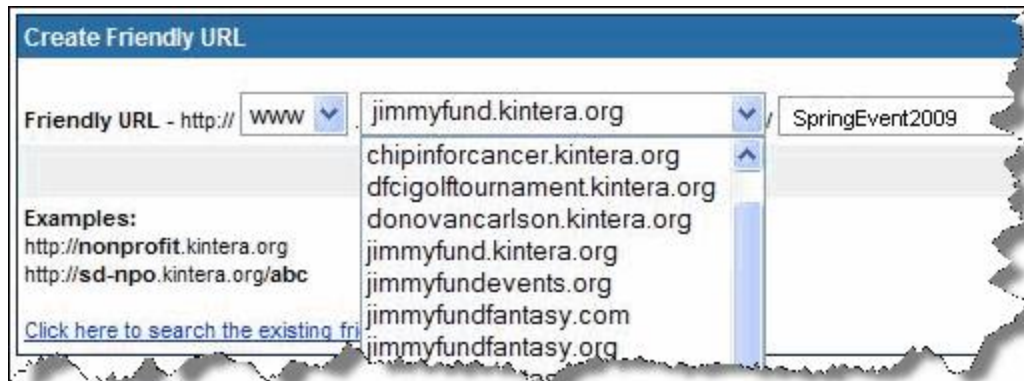 Create Friendly URL
Friendly URL - http:// www . jimmyfund.kintera.org / SpringEvent2009
chipinforcancer.kintera.org
dfcigolftournament.kintera.org
donovancarlson.kintera.org
jimmyfund.kintera.org
jimmyfundevents.org
jimmyfundfantasy.com
jimmyfundfantasy.org
Examples:
http://nonprofit.kintera.org
http://sd-npo.kintera.org/abc
Click here to search the existing